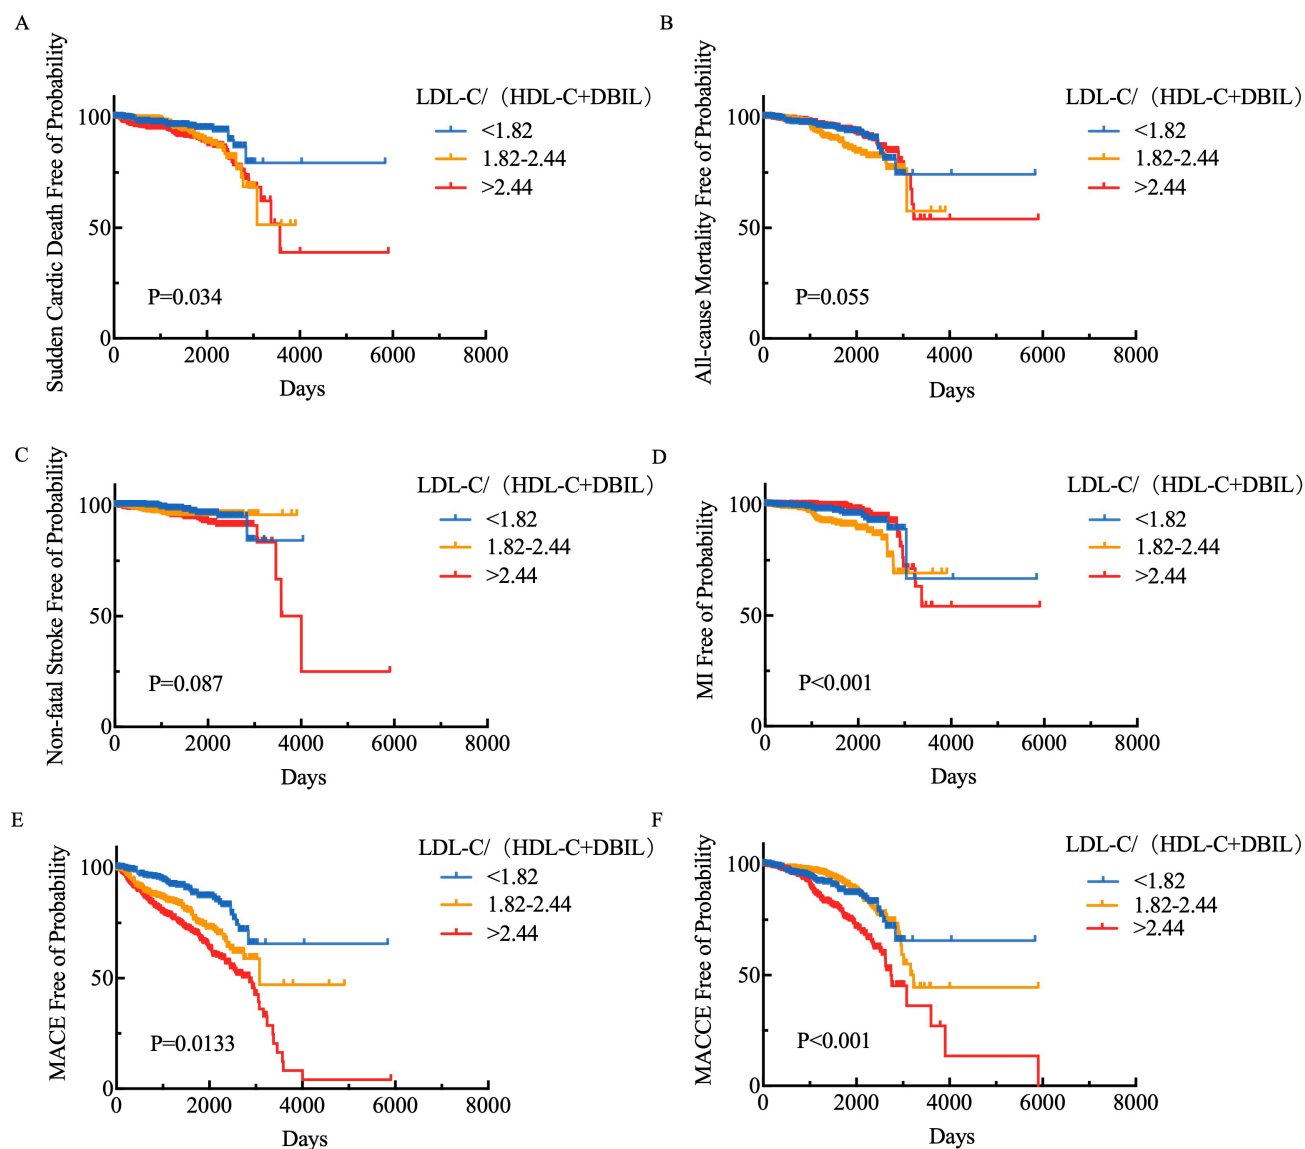 A
Sudden Cardic Death Free of Probability
LDL-C/（HDL-C+DBIL）
<1.82
1.82-2.44
>2.44
100
50
0
P=0.034
0 2000 4000 6000 8000
Days
B
All-cause Mortality Free of Probability
LDL-C/（HDL-C+DBIL）
<1.82
1.82-2.44
>2.44
100
50
0
P=0.055
0 2000 4000 6000 8000
Days
C
Non-fatal Stroke Free of Probability
LDL-C/（HDL-C+DBIL）
<1.82
1.82-2.44
>2.44
100
50
0
P=0.087
0 2000 4000 6000 8000
Days
D
MI Free of Probability
LDL-C/（HDL-C+DBIL）
<1.82
1.82-2.44
>2.44
100
50
0
P<0.001
0 2000 4000 6000 8000
Days
E
MACE Free of Probability
LDL-C/（HDL-C+DBIL）
<1.82
1.82-2.44
>2.44
100
50
0
P=0.0133
0 2000 4000 6000 8000
Days
F
MACCE Free of Probability
LDL-C/（HDL-C+DBIL）
<1.82
1.82-2.44
>2.44
100
50
0
P<0.001
0 2000 4000 6000 8000
Days